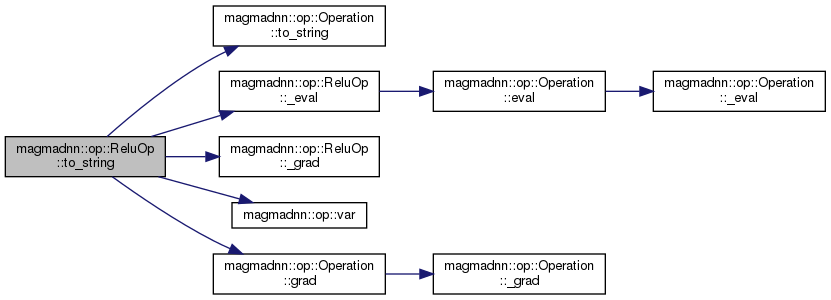 magmadnn::op::ReluOp
::to_string
magmadnn::op::Operation
::to_string
magmadnn::op::ReluOp
::_eval
magmadnn::op::Operation
::eval
magmadnn::op::Operation
::_eval
magmadnn::op::ReluOp
::_grad
magmadnn::op::var
magmadnn::op::Operation
::grad
magmadnn::op::Operation
::_grad